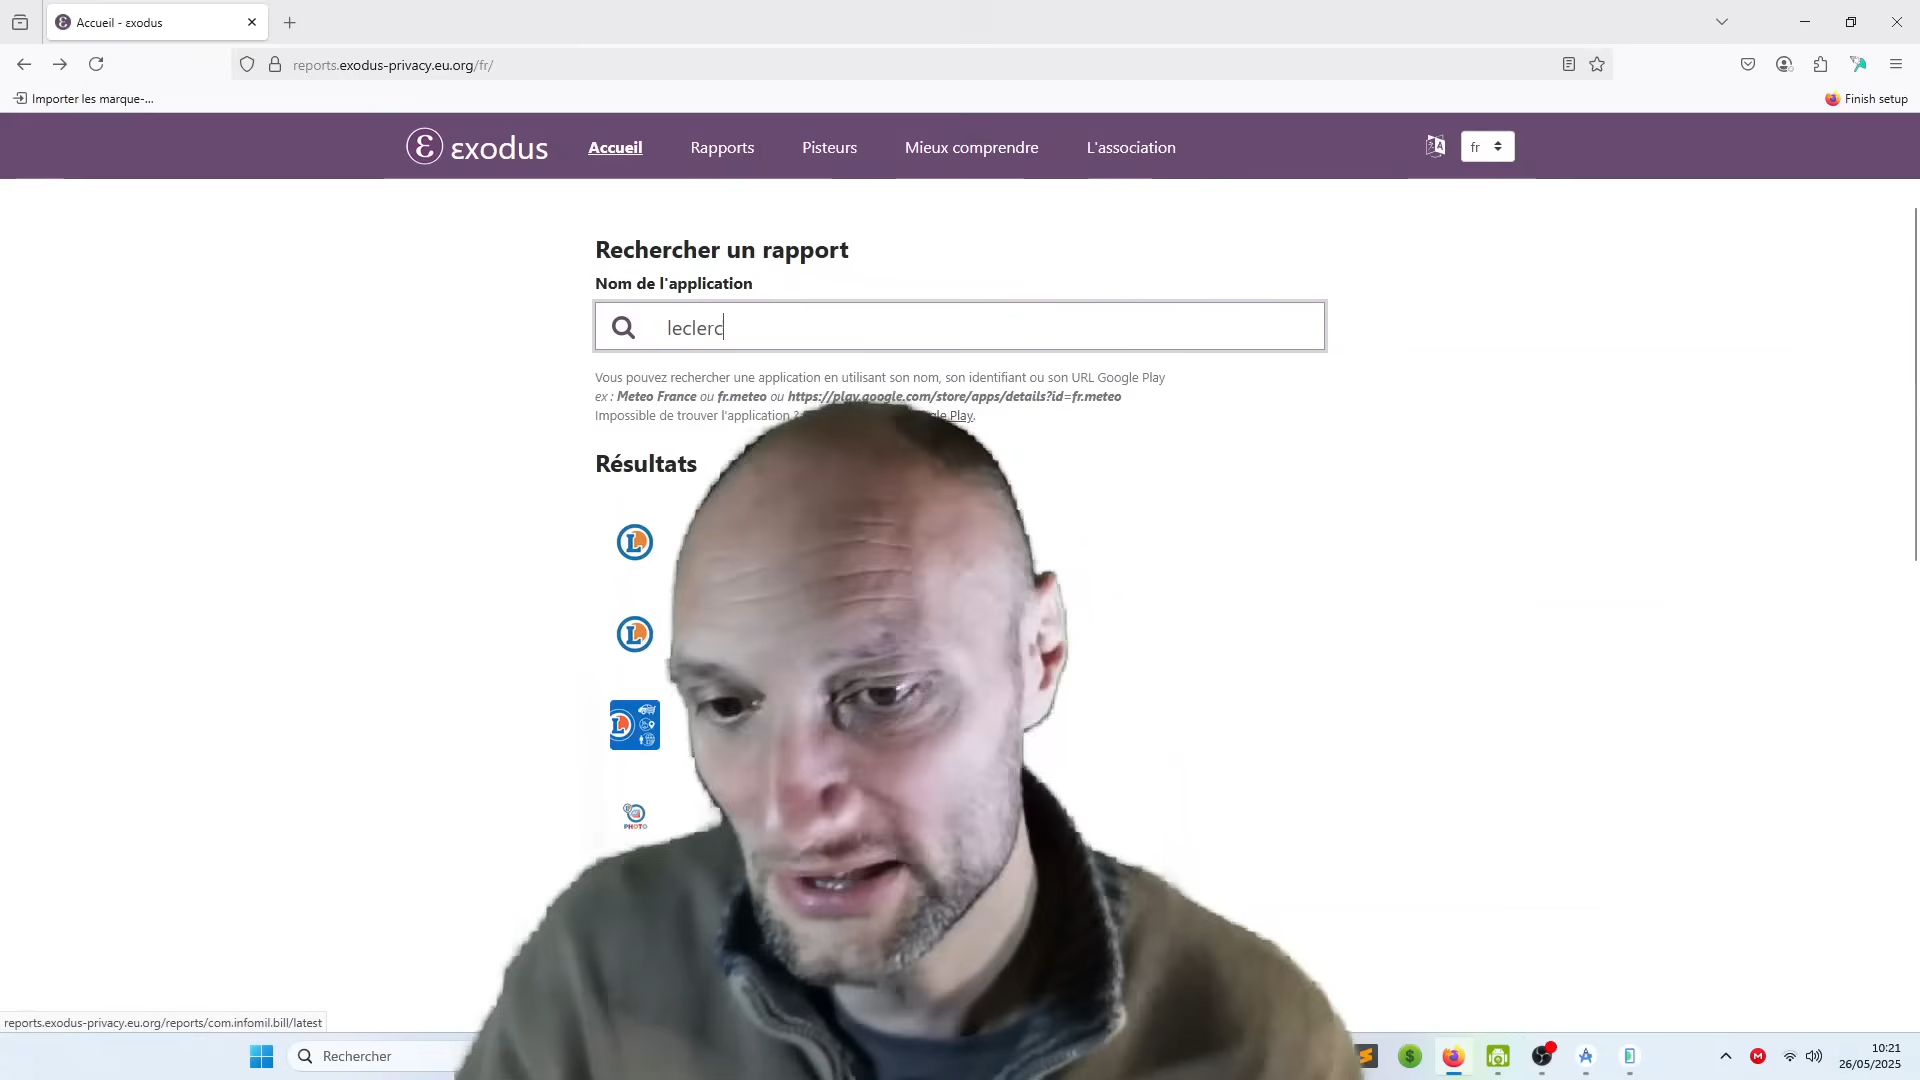 Accueil - εxodus
reports.exodus-privacy.eu.org/fr/
Importer les marque-...
Finish setup
εxodus
Accueil
Rapports
Pisteurs
Mieux comprendre
L'association
fr
Rechercher un rapport
Nom de l'application
leclerc
Vous pouvez rechercher une application en utilisant son nom, son identifiant ou son URL Google Play
ex : Meteo France ou fr.meteo ou https://play.google.com/store/apps/details?id=fr.meteo
Impossible de trouver l'application ? Play.
Résultats
L
L
L
PHOTO
reports.exodus-privacy.eu.org/reports/com.infomil.bill/latest
Rechercher
10:21
26/05/2025